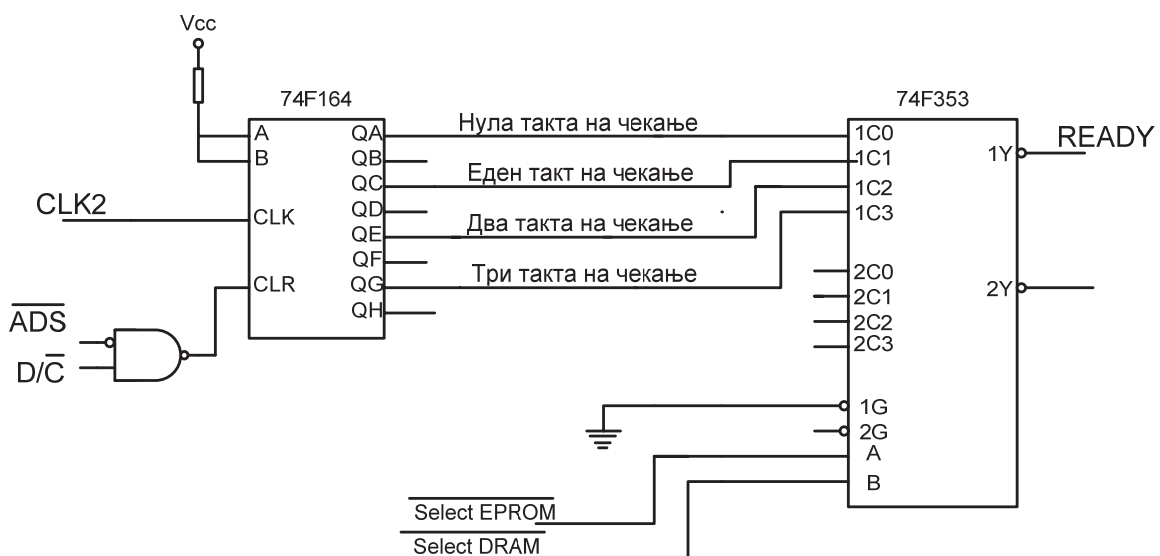 Vcc
74F164
74F353
A
B
CLK
CLR
QA
QB
QC
QD
QE
QF
QG
QH
Нула такта на чекање
Еден такт на чекање
Два такта на чекање
Три такта на чекање
1C0
1C1
1C2
1C3
2C0
2C1
2C2
2C3
1G
2G
A
B
1Y
2Y
READY
CLK2
ADS
D/C
Select EPROM
Select DRAM